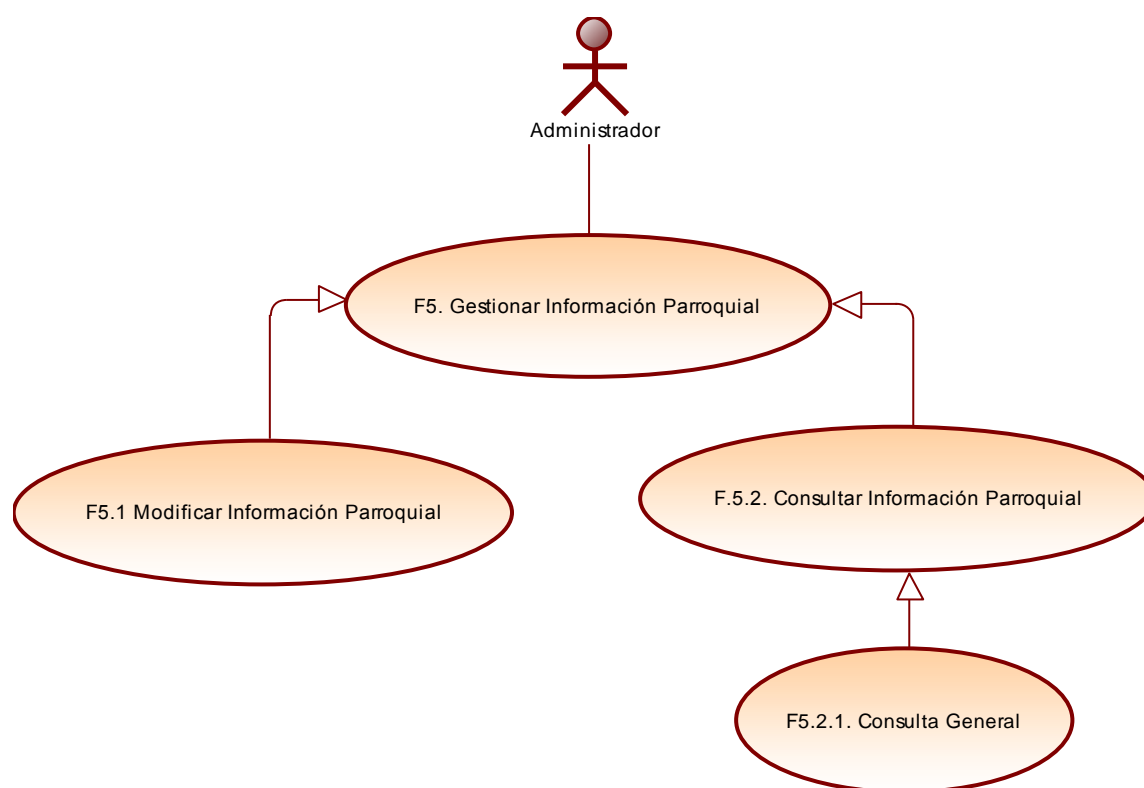 Administrador
F5. Gestionar Información Parroquial
F5.1 Modificar Información Parroquial
F.5.2. Consultar Información Parroquial
F5.2.1. Consulta General